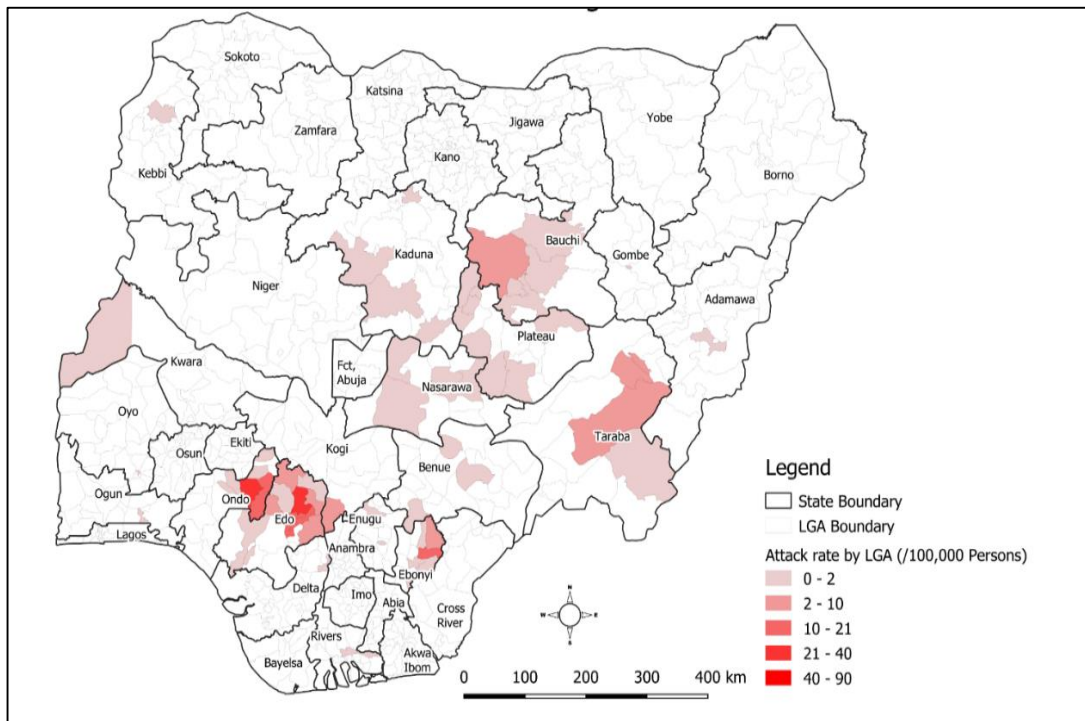 Sokoto
Katsina
Jigawa
Yobe
Zamfara
Kano
Borno
Kebbi
Bauchi
Kaduna
Gombe
Niger
Adamawa
Plateau
Fct,
Abuja
Kwara
Nasarawa
Oyo
Taraba
Kogi
Ekiti
Osun
Benue
Ogun
Ondo
Edo
Enugu
Lagos
Anambra
Ebonyi
Delta
Imo
Abia
Cross
River
Rivers
Bayelsa
Akwa
Ibom
N
W
E
S
0 100 200 300 400 km
Legend
State Boundary
LGA Boundary
Attack rate by LGA (/100,000 Persons)
0 - 2
2 - 10
10 - 21
21 - 40
40 - 90